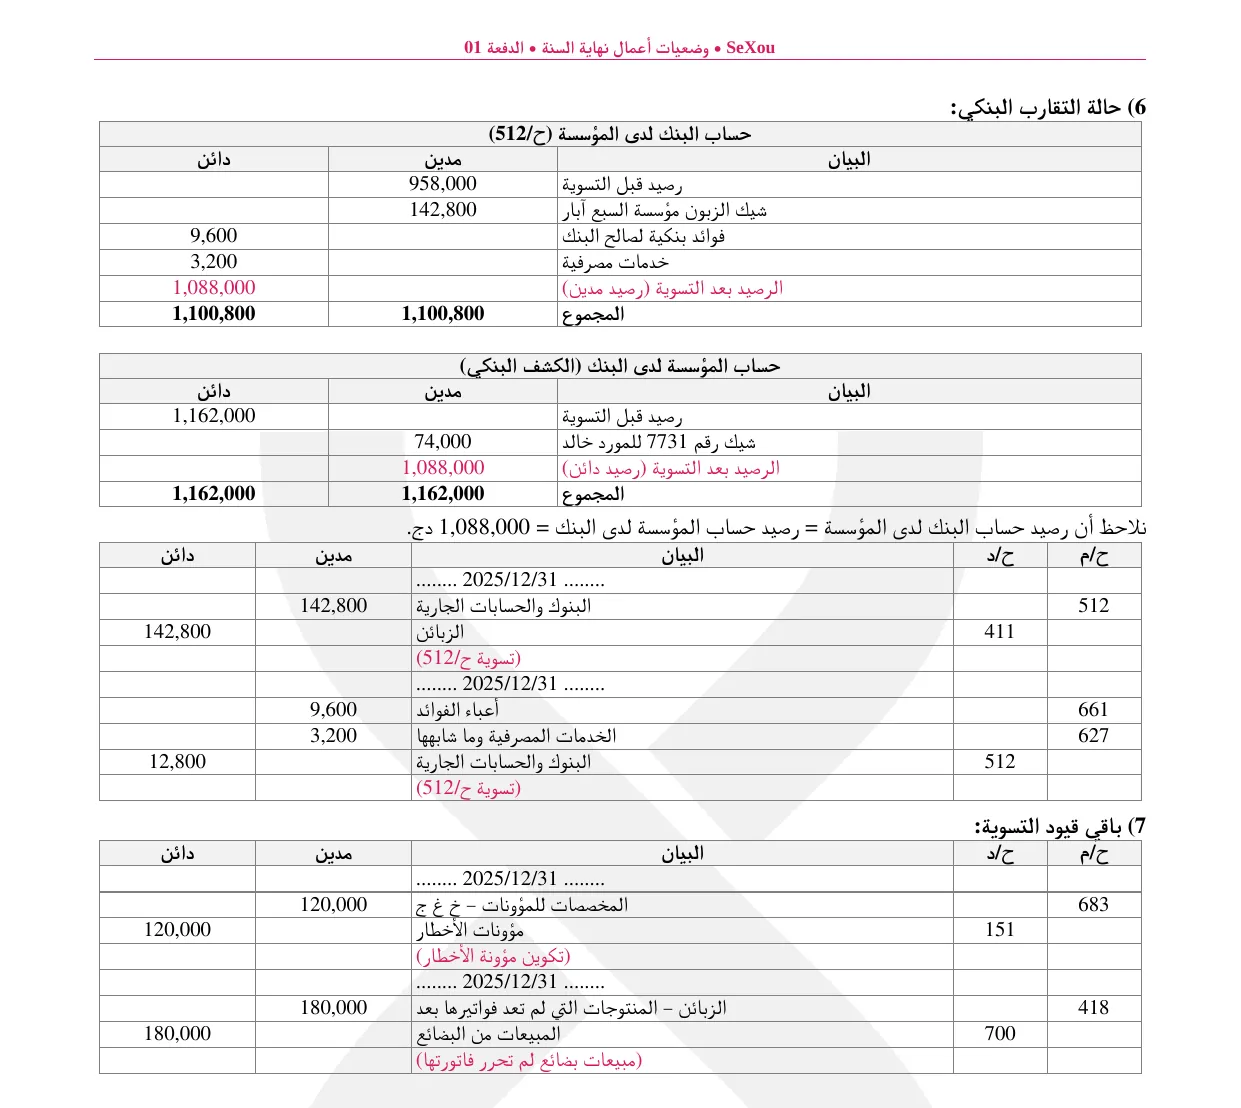 SeXou • وضعيات أعمال نهاية السنة • الدفعة 01
6) حالة التقارب البنكي:
حساب البنك لدى المؤسسة (ح/512)
البيان مدين دائن
رصيد قبل التسوية 958,000
شيك الزبون مؤسسة السبع آبار 142,800
فوائد بنكية لصالح البنك 9,600
خدمات مصرفية 3,200
الرصيد بعد التسوية (رصيد مدين) 1,088,000
المجموع 1,100,800 1,100,800
حساب المؤسسة لدى البنك (الكشف البنكي)
البيان مدين دائن
رصيد قبل التسوية 1,162,000
شيك رقم 7731 للمورد خالد 74,000
الرصيد بعد التسوية (رصيد دائن) 1,088,000
المجموع 1,162,000 1,162,000
نلاحظ أن رصيد حساب البنك لدى المؤسسة = رصيد حساب المؤسسة لدى البنك = 1,088,000 دج.
ح/م ح/د البيان مدين دائن
........ 2025/12/31 ........
512 البنوك والحسابات الجارية 142,800
411 الزبائن 142,800
(تسوية ح/512)
........ 2025/12/31 ........
661 أعباء الفوائد 9,600
627 الخدمات المصرفية وما شابهها 3,200
512 البنوك والحسابات الجارية 12,800
(تسوية ح/512)
7) باقي قيود التسوية:
ح/م ح/د البيان مدين دائن
........ 2025/12/31 ........
683 المخصصات للمؤونات – خ غ ج 120,000
151 مؤونات الأخطار 120,000
(تكوين مؤونة الأخطار)
........ 2025/12/31 ........
418 الزبائن – المنتوجات التي لم تعد فواتيرها بعد 180,000
700 المبيعات من البضائع 180,000
(مبيعات بضائع لم تحرر فاتورتها)